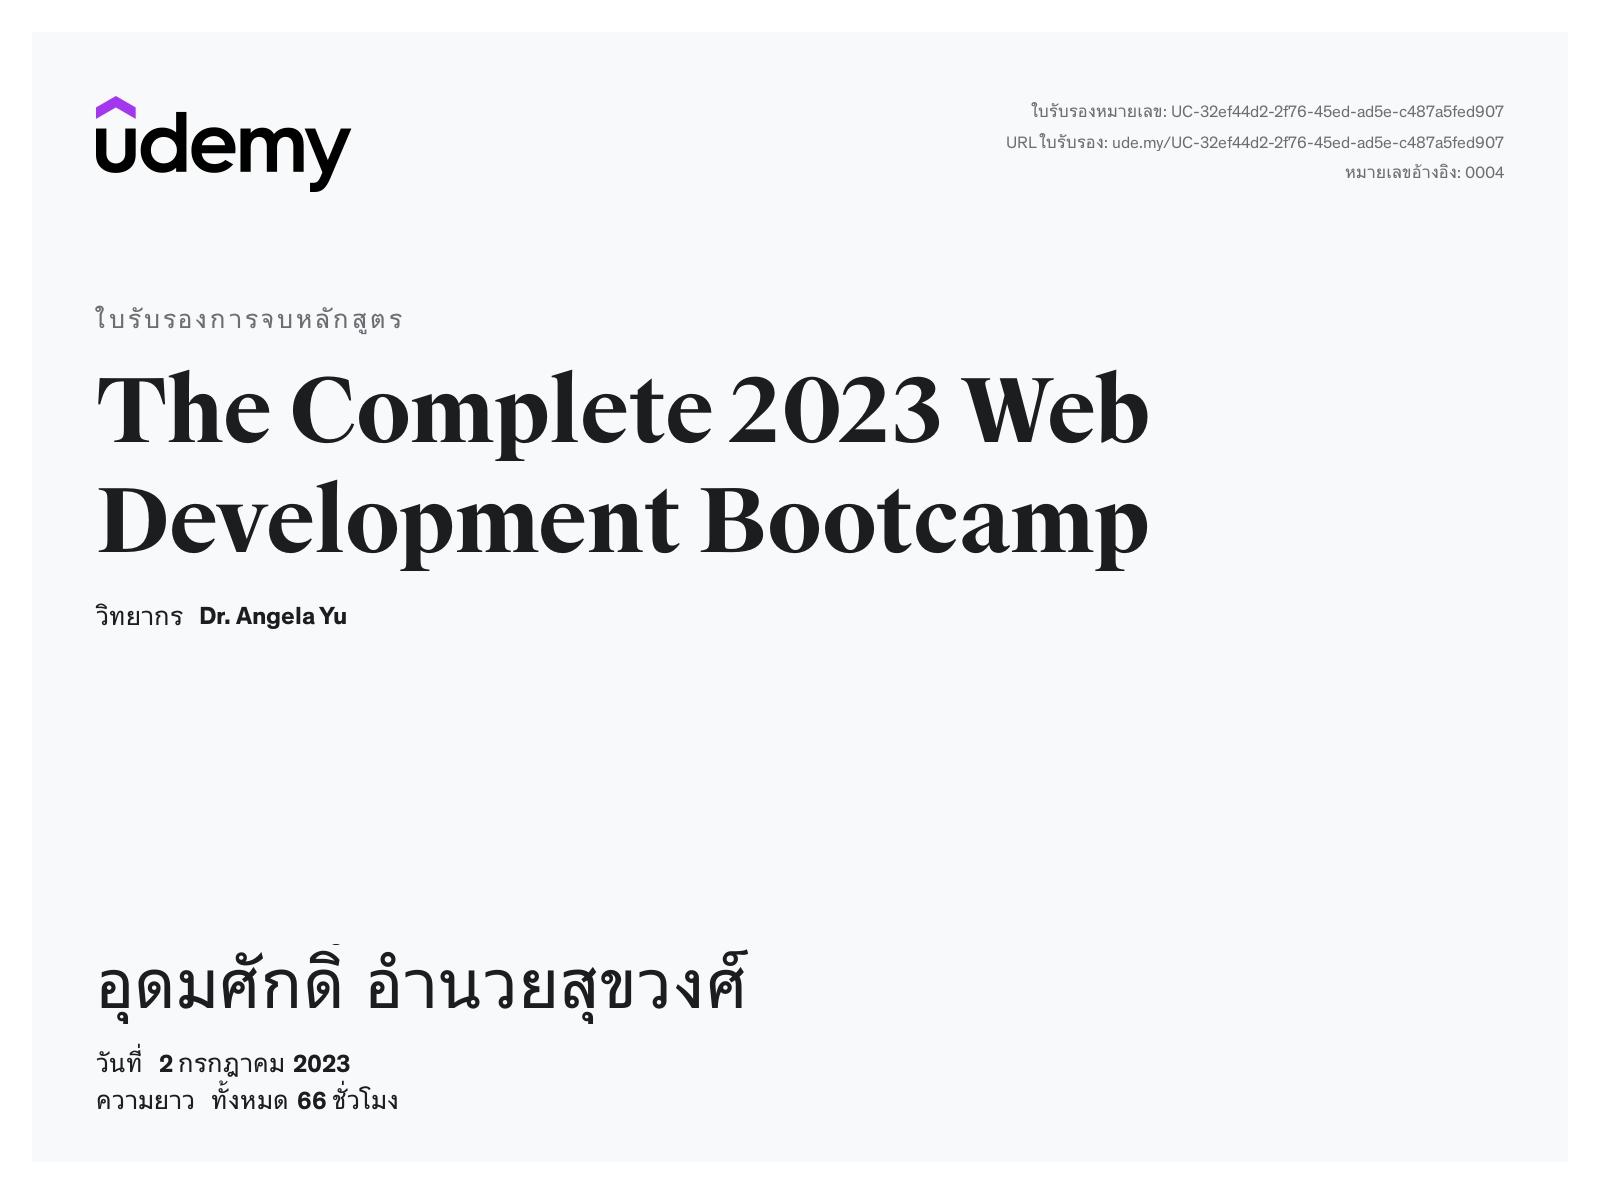 udemy
ใบรับรองหมายเลข: UC-32ef44d2-2f76-45ed-ad5e-c487a5fed907
URL ใบรับรอง: ude.my/UC-32ef44d2-2f76-45ed-ad5e-c487a5fed907
หมายเลขอ้างอิง: 0004
ใบรับรองการจบหลักสูตร
The Complete 2023 Web
Development Bootcamp
วิทยากร Dr. Angela Yu
อุดมศักดิ์ อำนวยสุขวงศ์
วันที่ 2 กรกฎาคม 2023
ความยาว ทั้งหมด 66 ชั่วโมง